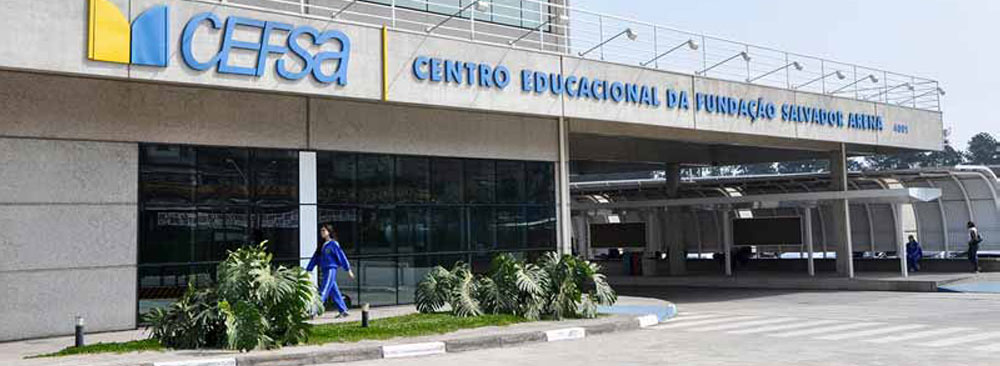 CEFSA
CENTRO EDUCACIONAL DA FUNDAÇÃO SALVADOR ARENA